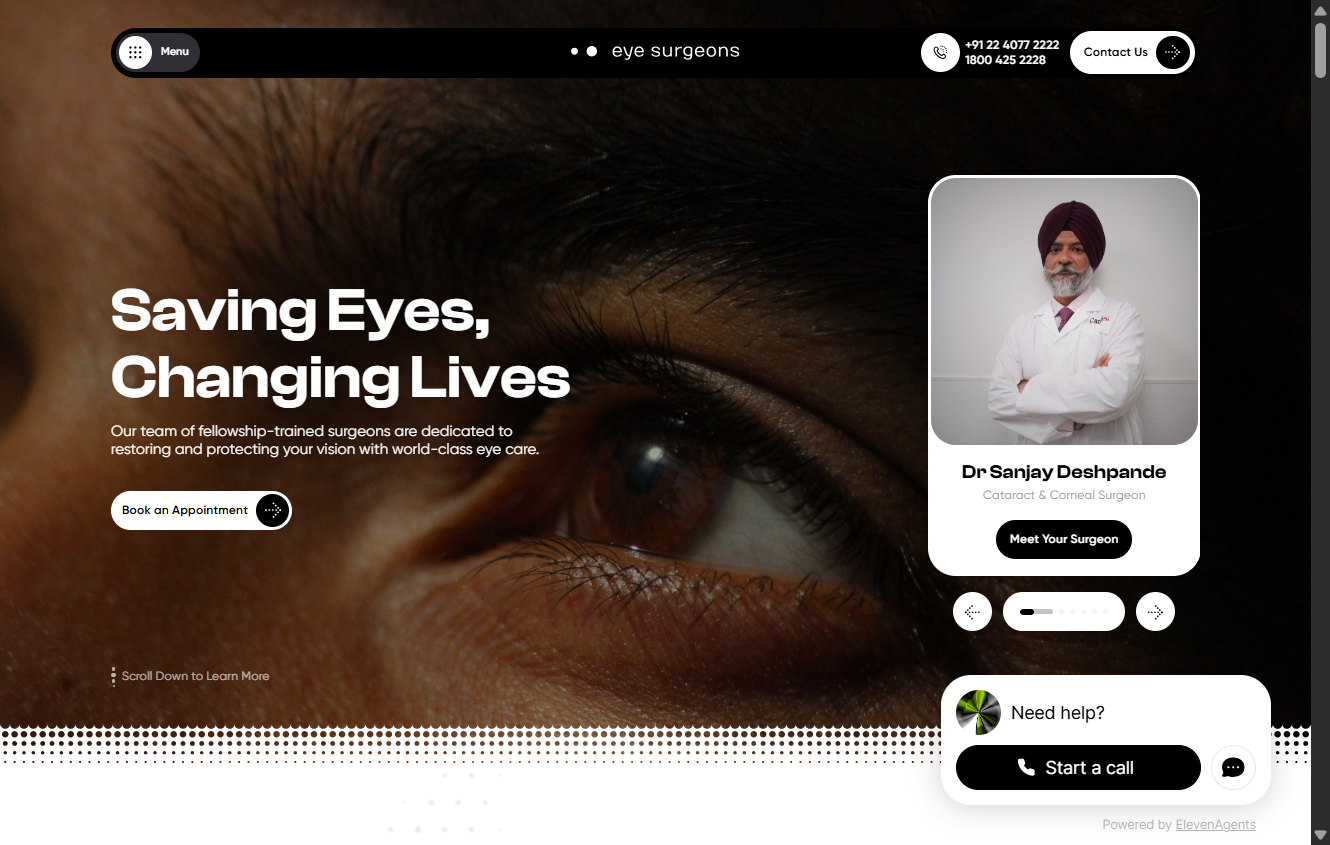 Menu
eye surgeons
+91 22 4077 2222
1800 425 2228
Contact Us
Saving Eyes,
Changing Lives
Our team of fellowship-trained surgeons are dedicated to
restoring and protecting your vision with world-class eye care.
Book an Appointment
Scroll Down to Learn More
Dr Sanjay Deshpande
Cataract & Corneal Surgeon
Meet Your Surgeon
Need help?
Start a call
Powered by ElevenAgents